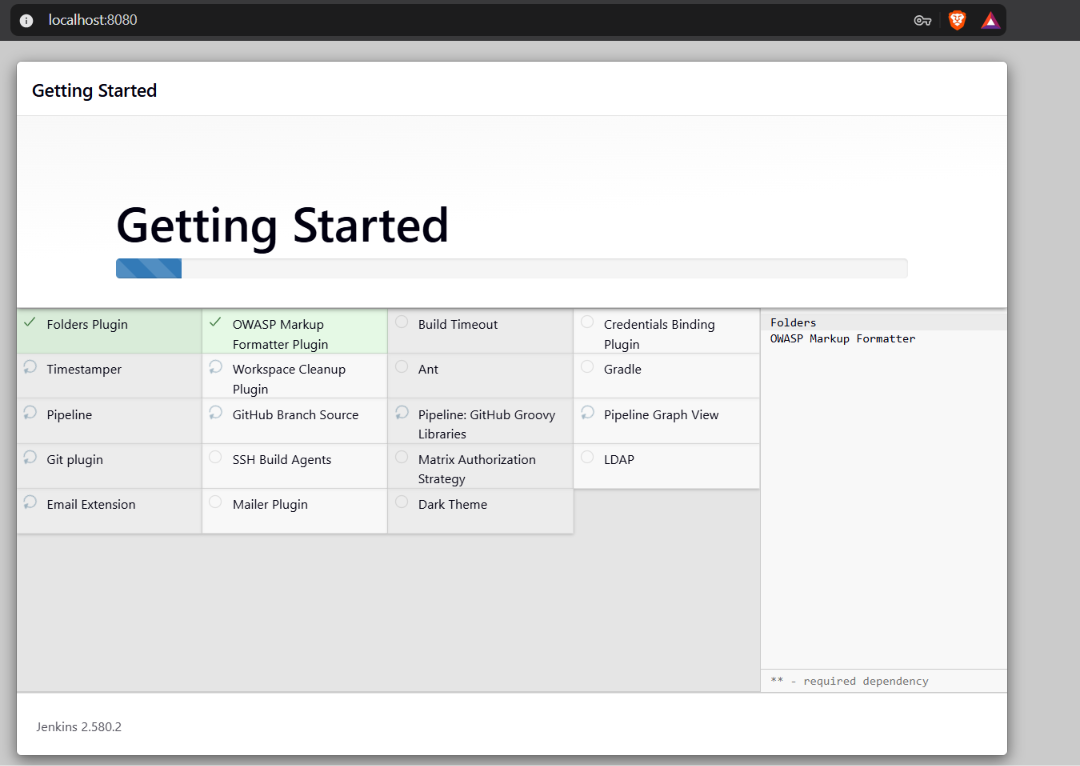 localhost:8080
Getting Started
Getting Started
Folders Plugin
OWASP Markup
Formatter Plugin
Build Timeout
Credentials Binding
Plugin
Timestamper
Workspace Cleanup
Plugin
Ant
Gradle
Pipeline
GitHub Branch Source
Pipeline: GitHub Groovy
Libraries
Pipeline Graph View
Git plugin
SSH Build Agents
Matrix Authorization
Strategy
LDAP
Email Extension
Mailer Plugin
Dark Theme
Folders
OWASP Markup Formatter
** - required dependency
Jenkins 2.580.2